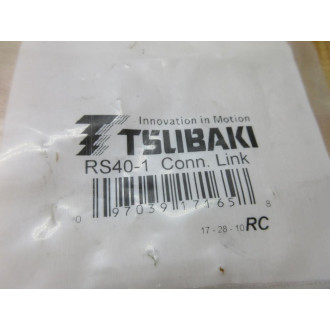 Innovation in Motion
TSUBAKI
RS40-1 Conn. Link
0 97039 17165 8
17-28-10 RC